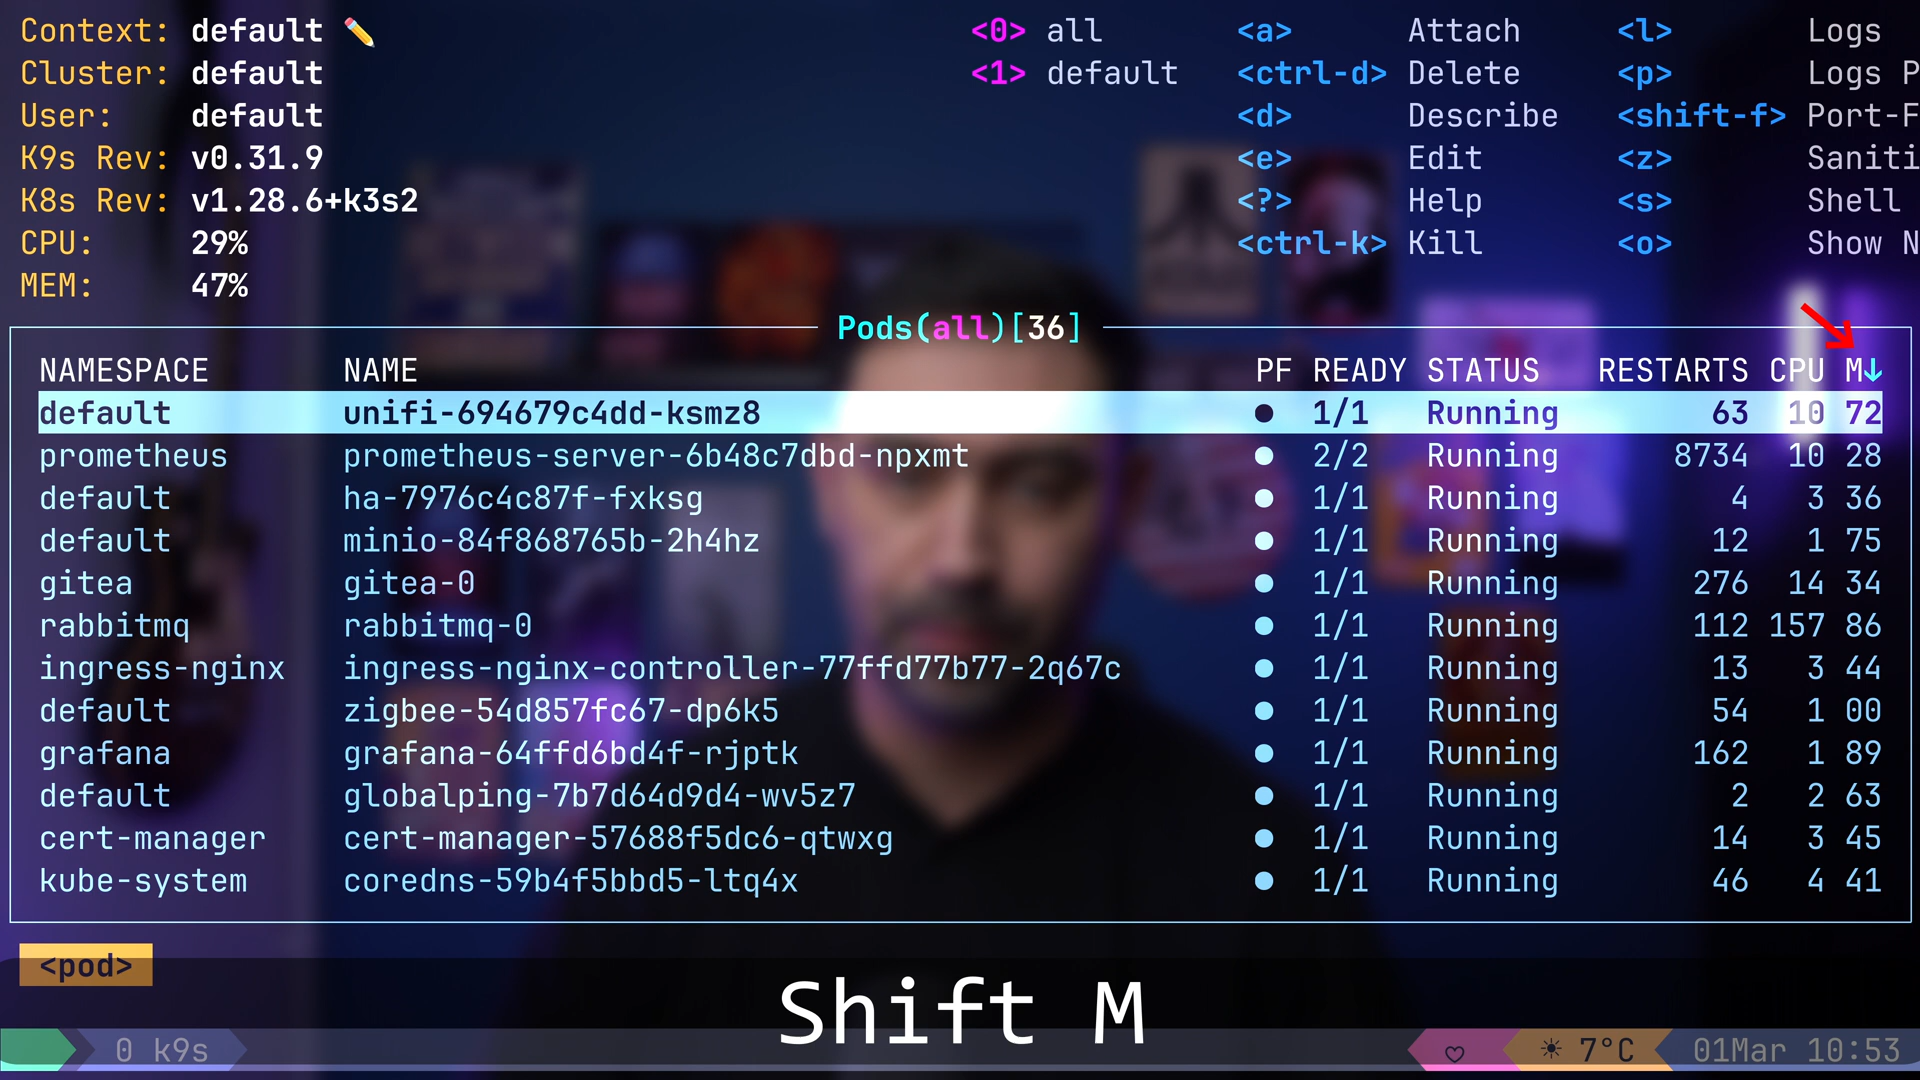 Context: default ✏️ <0> all <a> Attach <l> Logs
Cluster: default <1> default <ctrl-d> Delete <p> Logs P
User: default <d> Describe <shift-f> Port-F
K9s Rev: v0.31.9 <e> Edit <z> Saniti
K8s Rev: v1.28.6+k3s2 <?> Help <s> Shell
CPU: 29% <ctrl-k> Kill <o> Show N
MEM: 47%
Pods(all)[36]
NAMESPACE NAME PF READY STATUS RESTARTS CPU M↓
default unifi-694679c4dd-ksmz8 ● 1/1 Running 63 10 72
prometheus prometheus-server-6b48c7dbd-npxmt ● 2/2 Running 8734 10 28
default ha-7976c4c87f-fxksg ● 1/1 Running 4 3 36
default minio-84f868765b-2h4hz ● 1/1 Running 12 1 75
gitea gitea-0 ● 1/1 Running 276 14 34
rabbitmq rabbitmq-0 ● 1/1 Running 112 157 86
ingress-nginx ingress-nginx-controller-77ffd77b77-2q67c ● 1/1 Running 13 3 44
default zigbee-54d857fc67-dp6k5 ● 1/1 Running 54 1 00
grafana grafana-64ffd6bd4f-rjptk ● 1/1 Running 162 1 89
default globalping-7b7d64d9d4-wv5z7 ● 1/1 Running 2 2 63
cert-manager cert-manager-57688f5dc6-qtwxg ● 1/1 Running 14 3 45
kube-system coredns-59b4f5bbd5-ltq4x ● 1/1 Running 46 4 41
<pod>
Shift M
0 k9s ♡ ☀ 7°C 01Mar 10:53